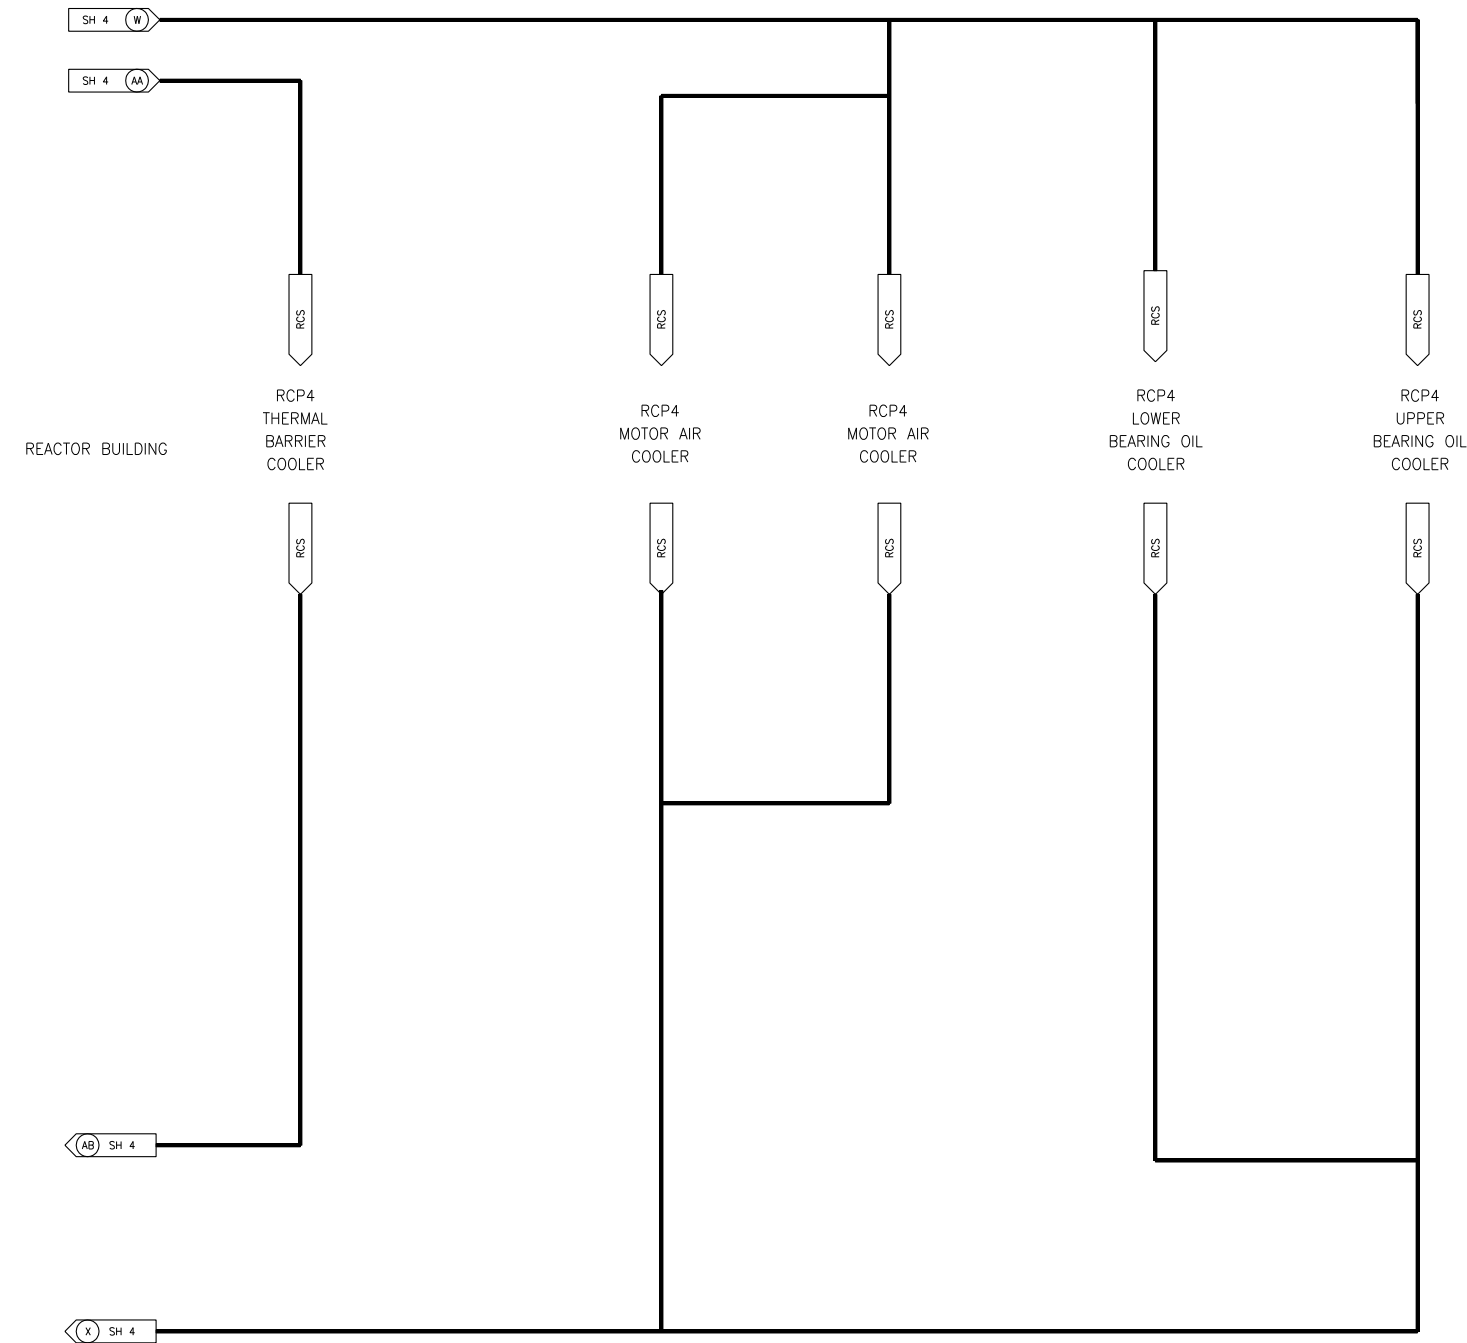 SH 4 W
SH 4 AA
RCS
RCS
RCS
RCS
RCS
REACTOR BUILDING
RCP4
THERMAL
BARRIER
COOLER
RCP4
MOTOR AIR
COOLER
RCP4
MOTOR AIR
COOLER
RCP4
LOWER
BEARING OIL
COOLER
RCP4
UPPER
BEARING OIL
COOLER
RCS
RCS
RCS
RCS
RCS
AB SH 4
X SH 4